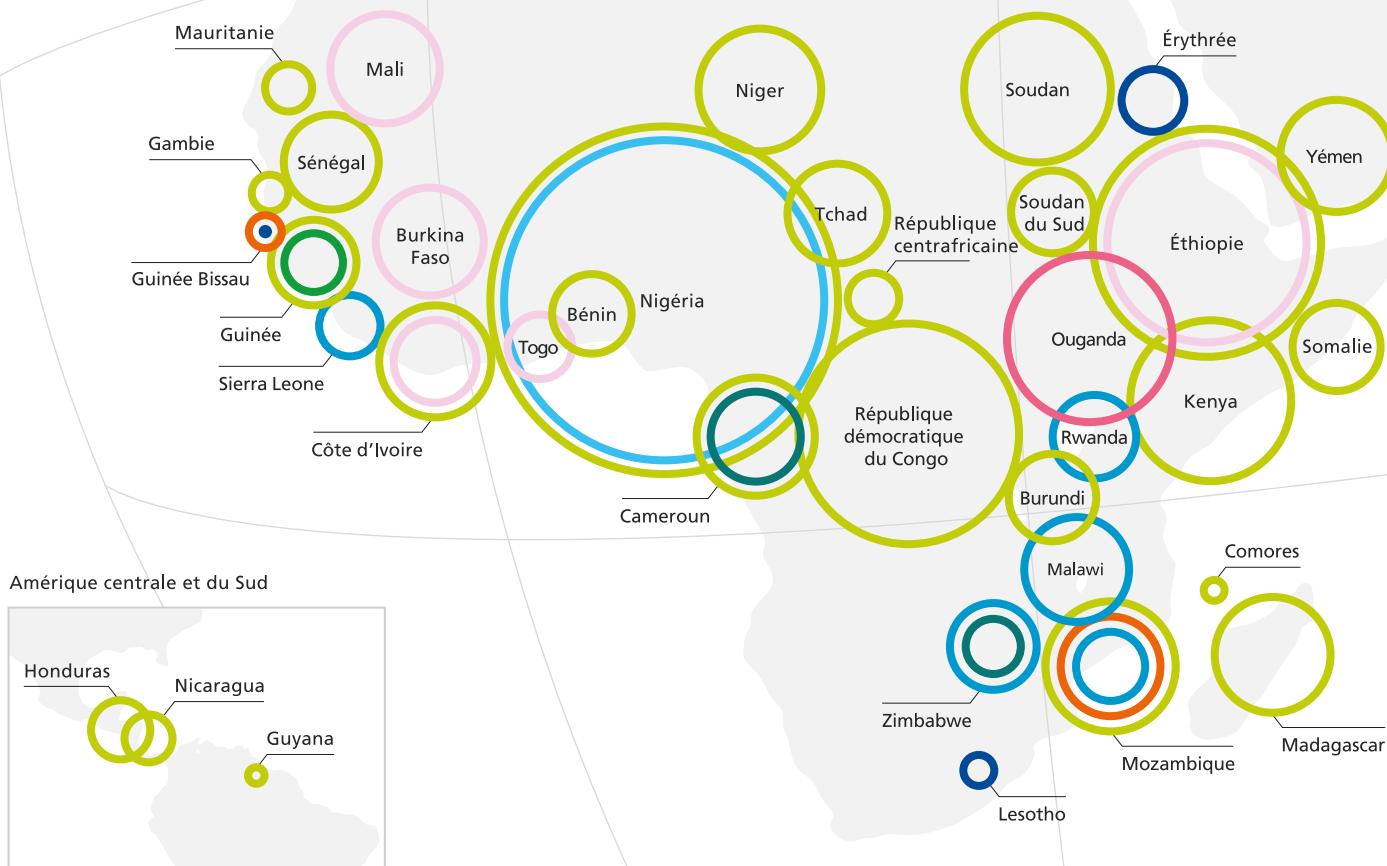 Mauritanie
Mali
Niger
Soudan
Érythrée
Gambie
Sénégal
Yémen
Tchad
Soudan
du Sud
République
centrafricaine
Burkina
Faso
Éthiopie
Guinée Bissau
Nigéria
Bénin
Guinée
Togo
Ouganda
Somalie
Sierra Leone
Kenya
République
démocratique
du Congo
Rwanda
Côte d’Ivoire
Burundi
Cameroun
Comores
Malawi
Amérique centrale et du Sud
Honduras
Nicaragua
Guyana
Zimbabwe
Madagascar
Mozambique
Lesotho